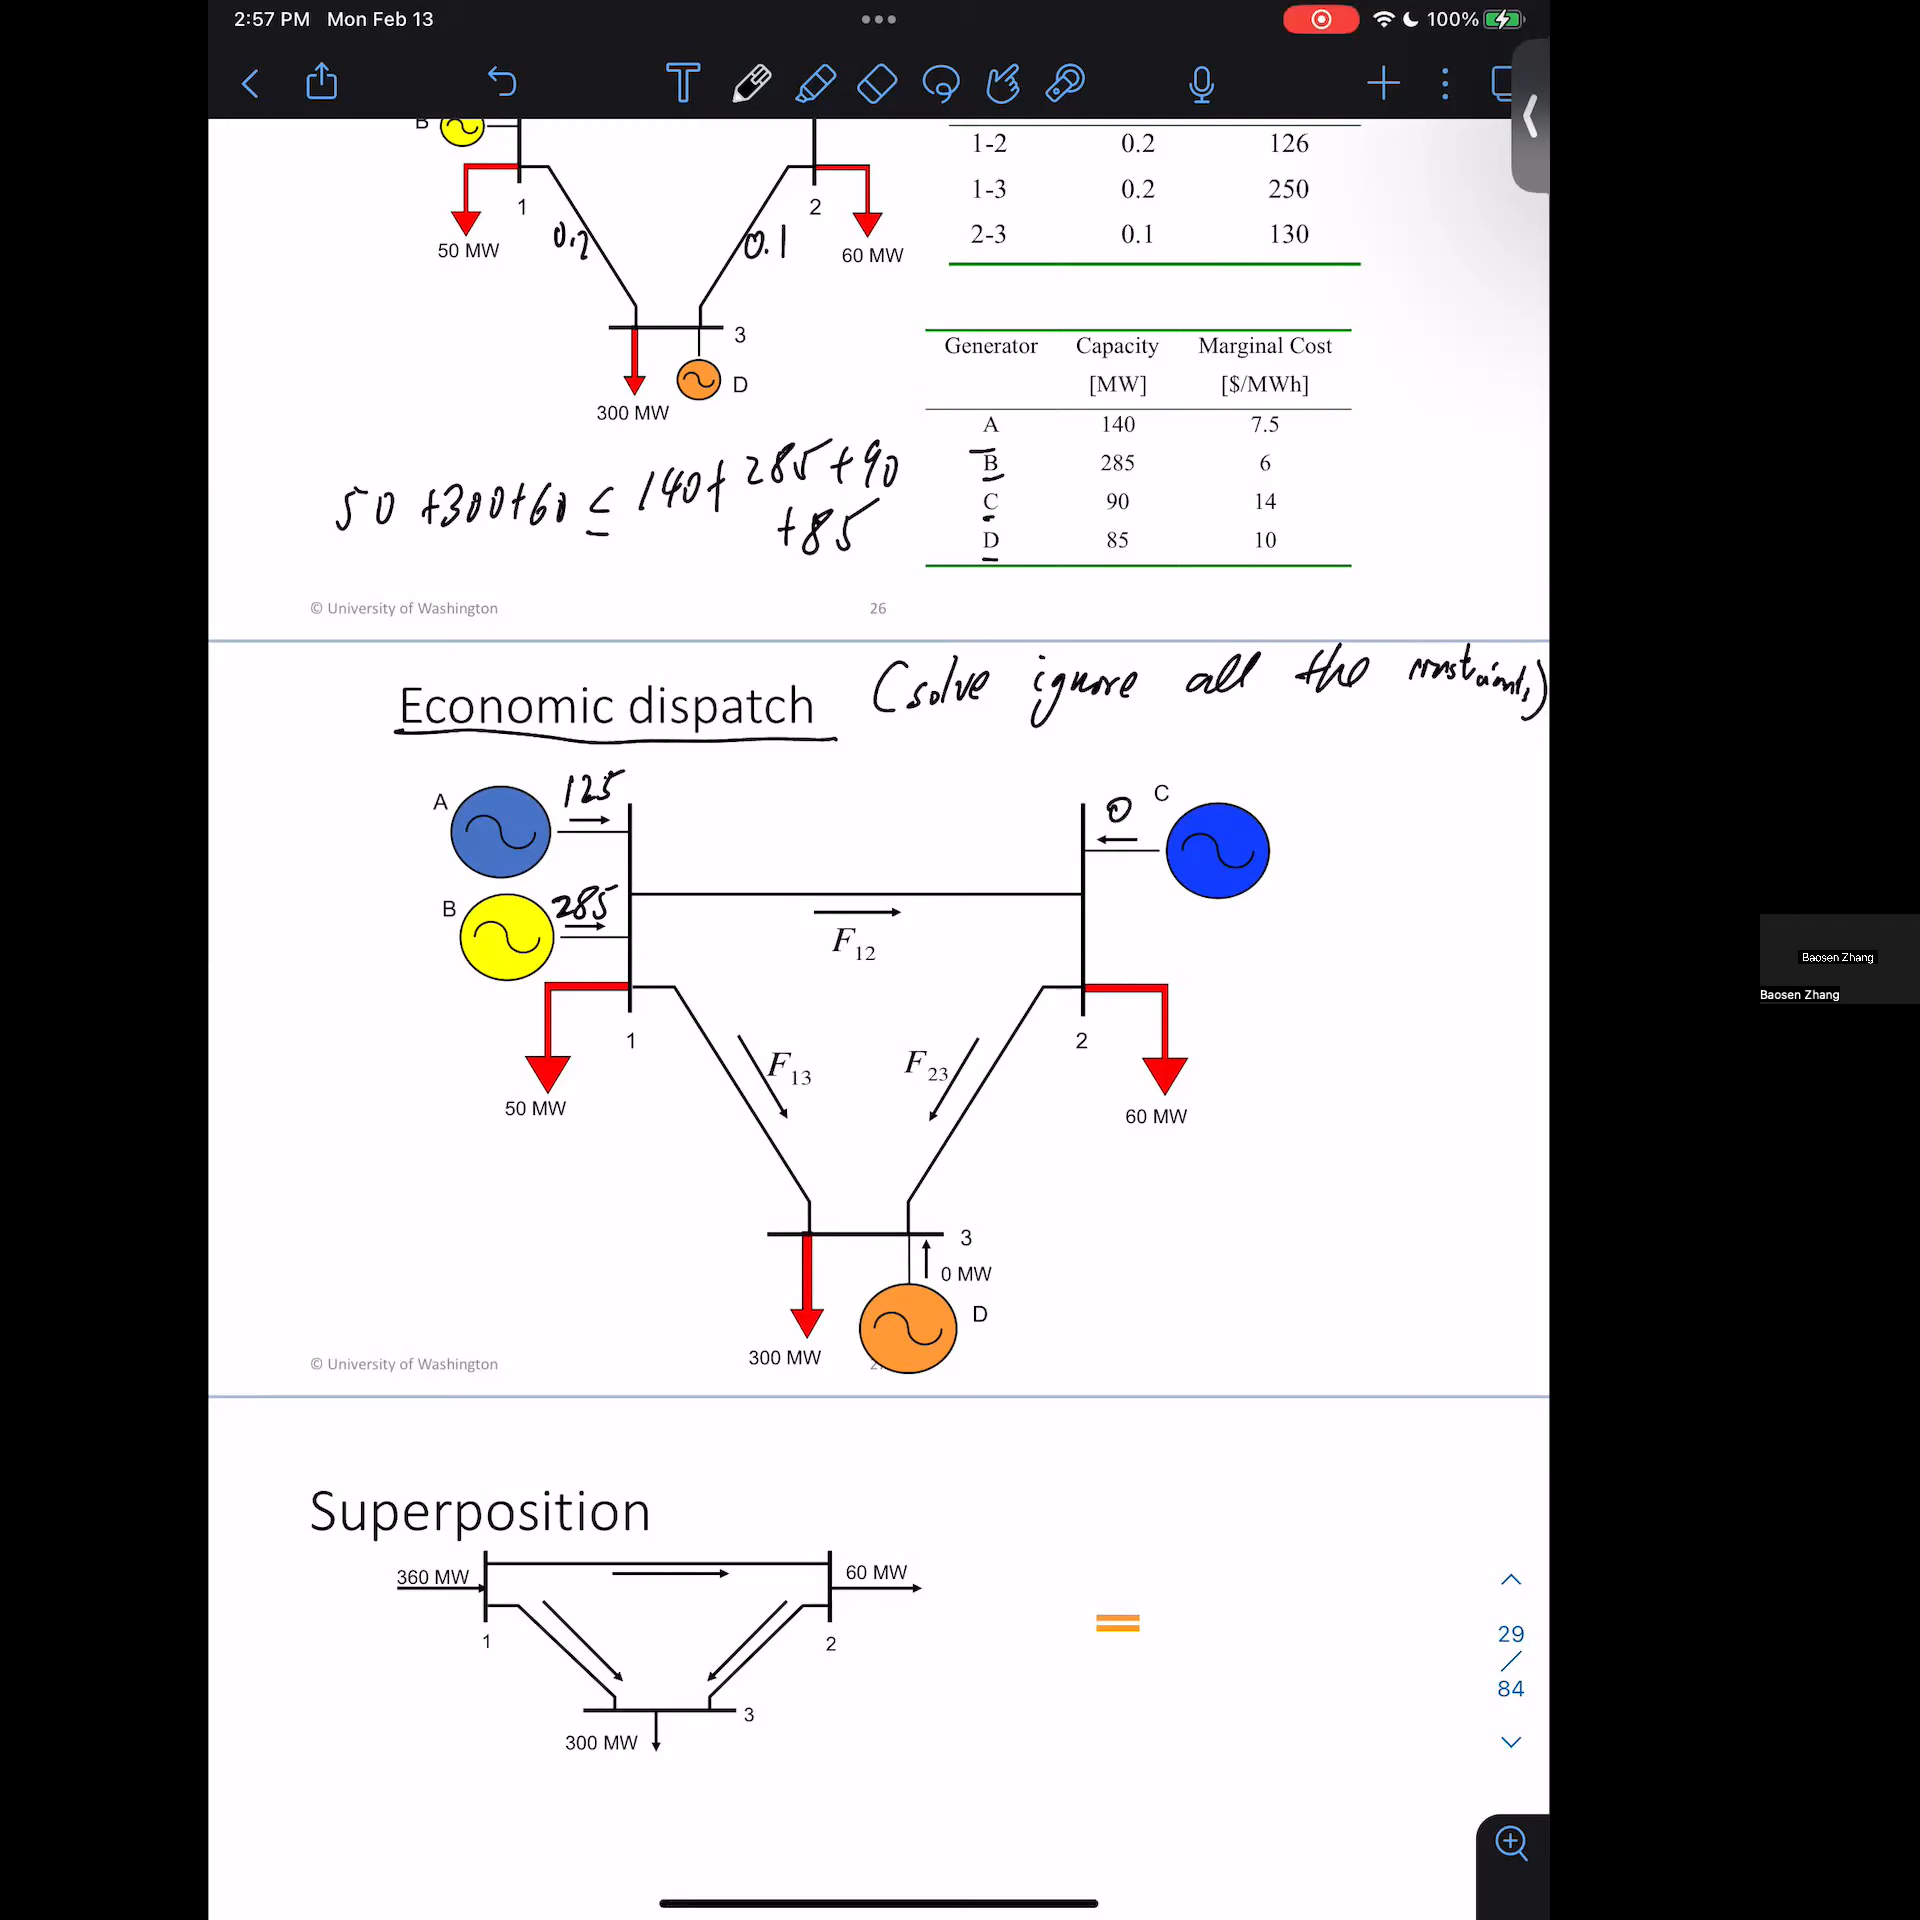 2:57 PM Mon Feb 13
100%
T
B
1
2
50 MW
0.2
0.1
60 MW
3
D
300 MW
1-2 0.2 126
1-3 0.2 250
2-3 0.1 130
Generator Capacity Marginal Cost
[MW] [$/MWh]
A 140 7.5
B 285 6
C 90 14
D 85 10
50 +300+60 ≤ 140+ 285+90
+85
© University of Washington
26
Economic dispatch (solve ignore all the constraints)
A
125
0
C
B
285
F12
1
2
F13
F23
50 MW
60 MW
3
0 MW
D
300 MW
© University of Washington
Superposition
360 MW
60 MW
=
1
2
3
300 MW
29
/
84
Baosen Zhang
Baosen Zhang